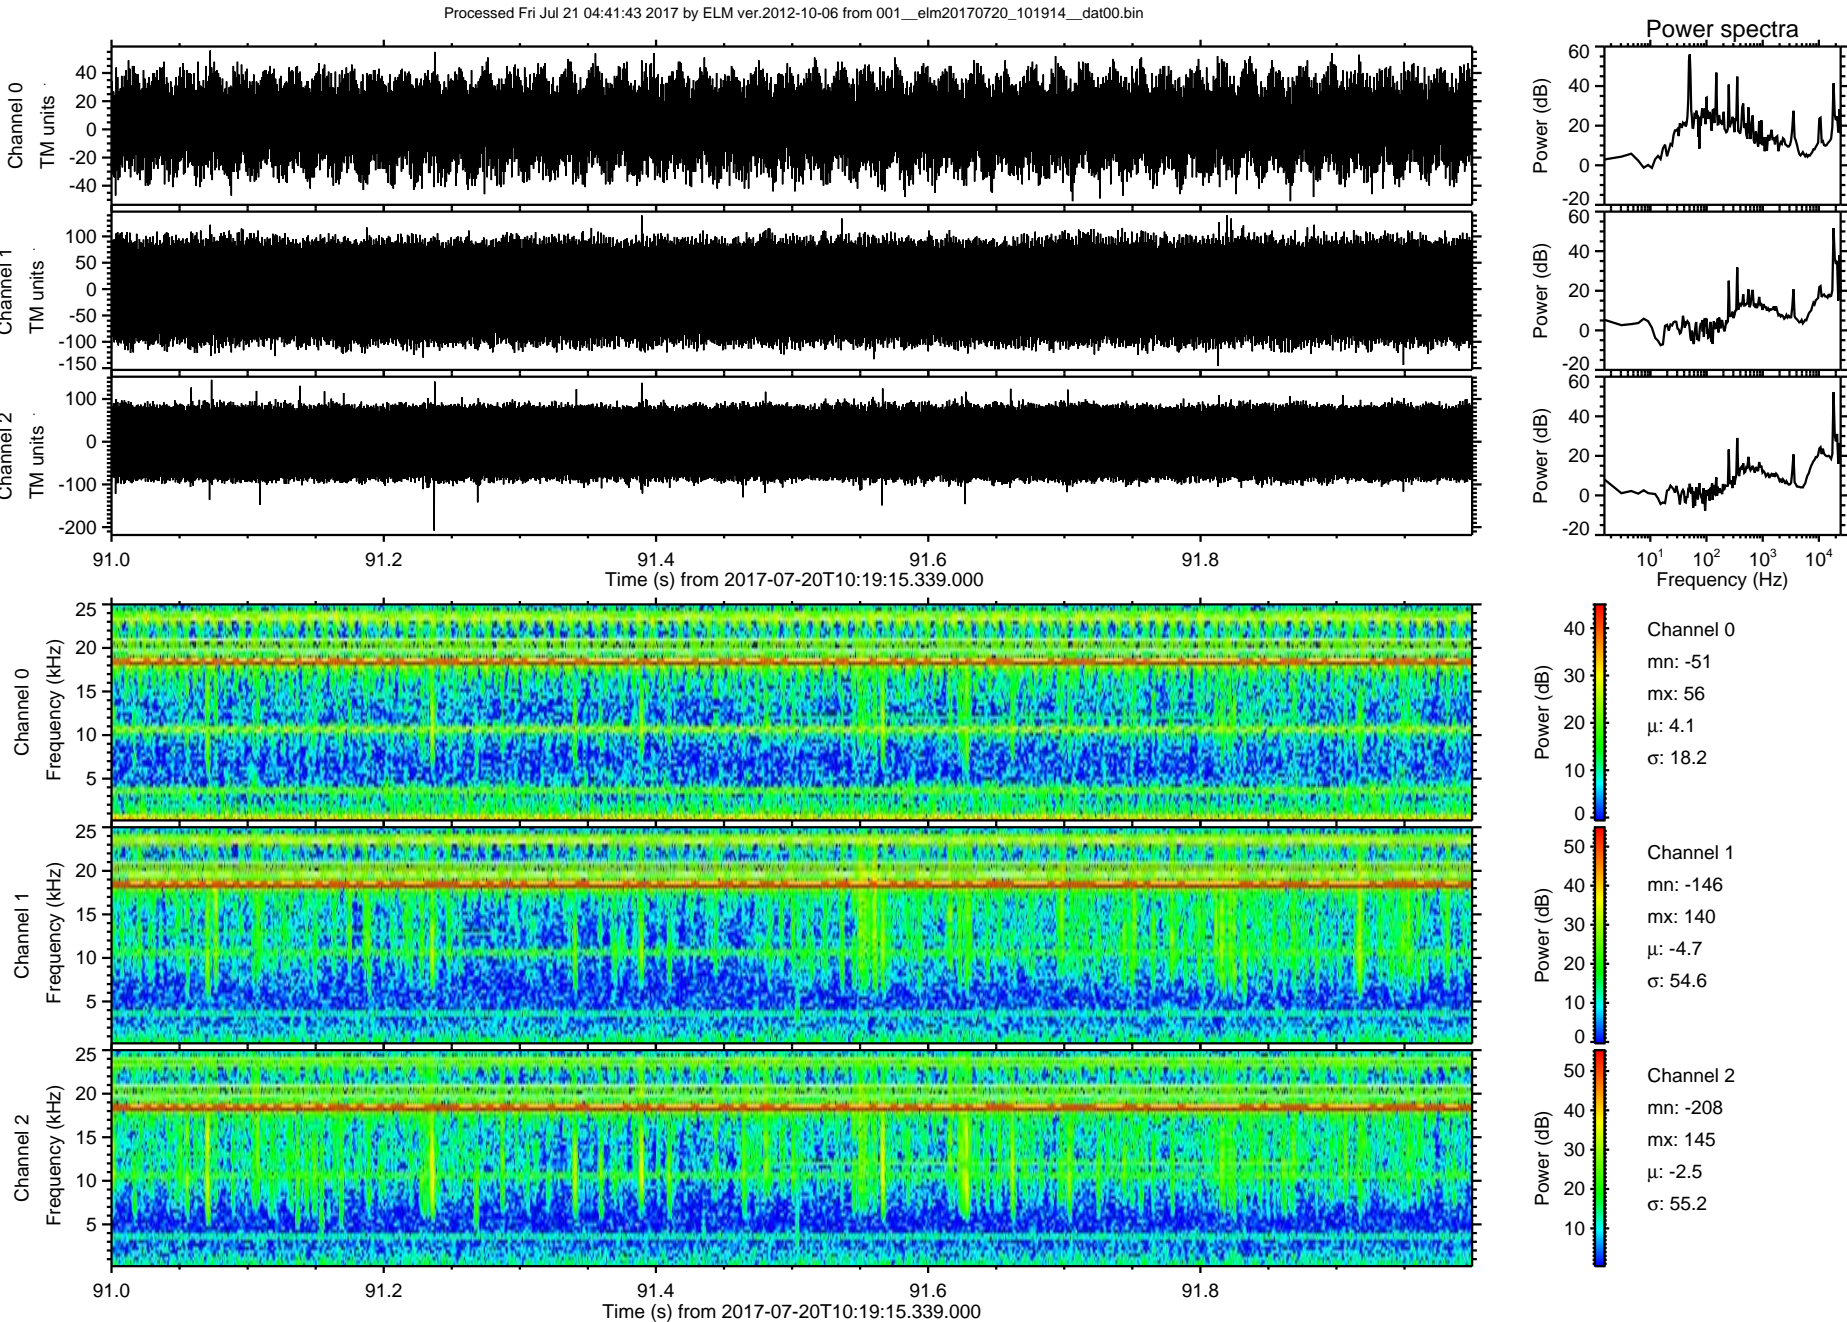 Processed Fri Jul 21 04:41:43 2017 by ELM ver.2012-10-06 from 001__elm20170720_101914__dat00.bin
Power spectra
Channel 0
TM units
40
20
0
-20
-40
Power (dB)
60
40
20
0
-20
Channel 1
TM units
100
50
0
-50
-100
-150
Power (dB)
60
40
20
0
-20
Channel 2
TM units
100
0
-100
-200
Power (dB)
60
40
20
0
-20
91.0 91.2 91.4 91.6 91.8
Time (s) from 2017-07-20T10:19:15.339.000
10^1 10^2 10^3 10^4
Frequency (Hz)
Channel 0
Frequency (kHz)
25
20
15
10
5
Power (dB)
40
30
20
10
0
Channel 0
mn: -51
mx: 56
μ: 4.1
σ: 18.2
Channel 1
Frequency (kHz)
25
20
15
10
5
Power (dB)
50
40
30
20
10
0
Channel 1
mn: -146
mx: 140
μ: -4.7
σ: 54.6
Channel 2
Frequency (kHz)
25
20
15
10
5
Power (dB)
50
40
30
20
10
Channel 2
mn: -208
mx: 145
μ: -2.5
σ: 55.2
91.0 91.2 91.4 91.6 91.8
Time (s) from 2017-07-20T10:19:15.339.000